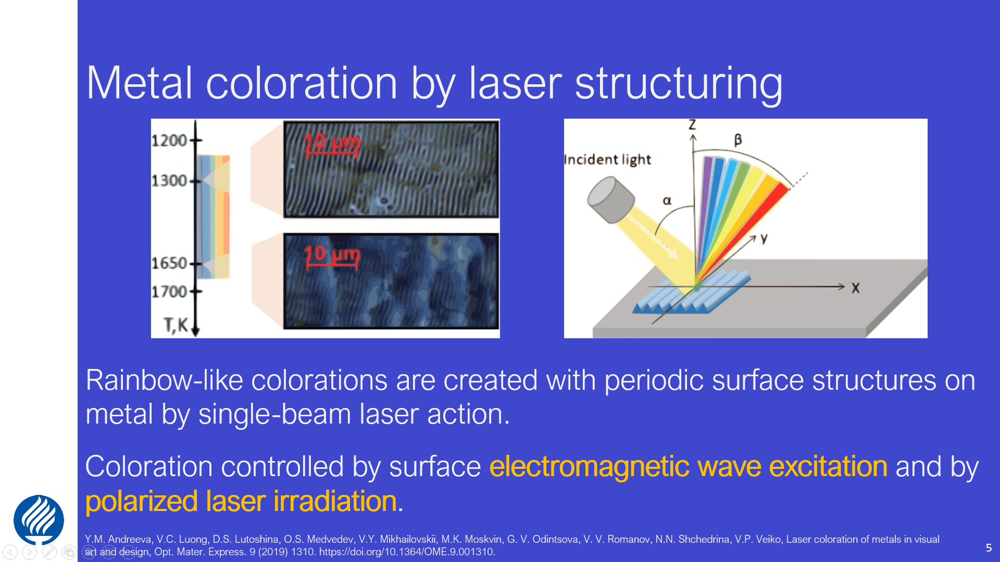 Metal coloration by laser structuring
1200
1300
1650
1700
T,K
10 μm
10 μm
Z
β
Incident light
α
y
X
Rainbow-like colorations are created with periodic surface structures on
metal by single-beam laser action.
Coloration controlled by surface electromagnetic wave excitation and by
polarized laser irradiation.
Y.M. Andreeva, V.C. Luong, D.S. Lutoshina, O.S. Medvedev, V.Y. Mikhailovskii, M.K. Moskvin, G. V. Odintsova, V. V. Romanov, N.N. Shchedrina, V.P. Veiko, Laser coloration of metals in visual
art and design, Opt. Mater. Express. 9 (2019) 1310. https://doi.org/10.1364/OME.9.001310.
5